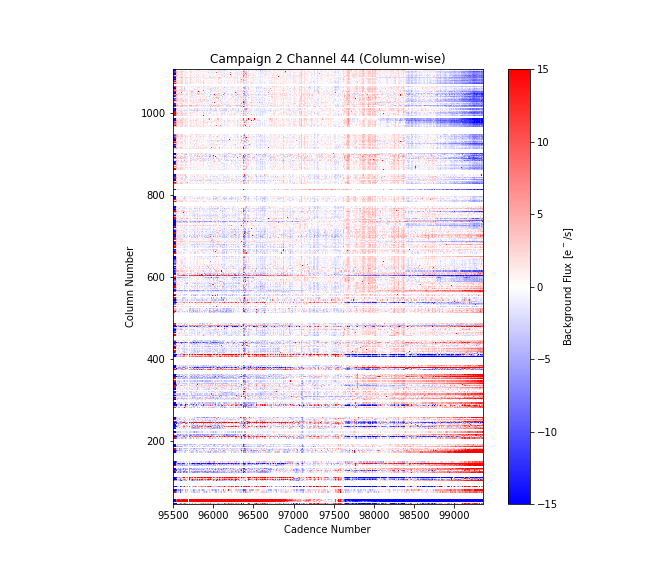 Campaign 2 Channel 44 (Column-wise)
Column Number
1000
800
600
400
200
95500 96000 96500 97000 97500 98000 98500 99000
Cadence Number
15
10
5
0
−5
−10
−15
Background Flux [e⁻/s]